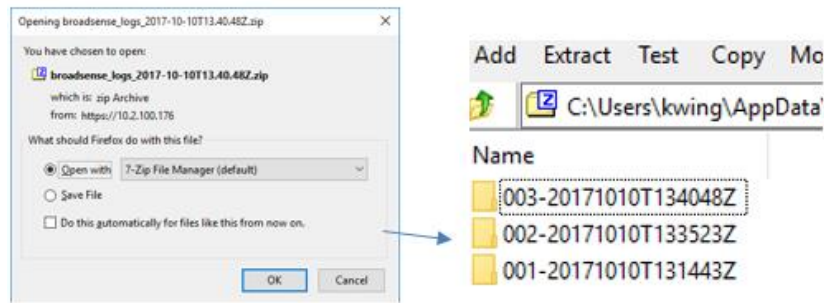 Opening broadsense_logs_2017-10-10T13.40.48Z.zip
You have chosen to open:
broadsense_logs_2017-10-10T13.40.48Z.zip
which is: zip Archive
from: https://10.2.100.176
What should Firefox do with this file?
Open with 7-Zip File Manager (default)
Save File
Do this automatically for files like this from now on.
OK Cancel
Add Extract Test Copy Mo
C:\Users\kwing\AppData\
Name
003-20171010T134048Z
002-20171010T133523Z
001-20171010T131443Z